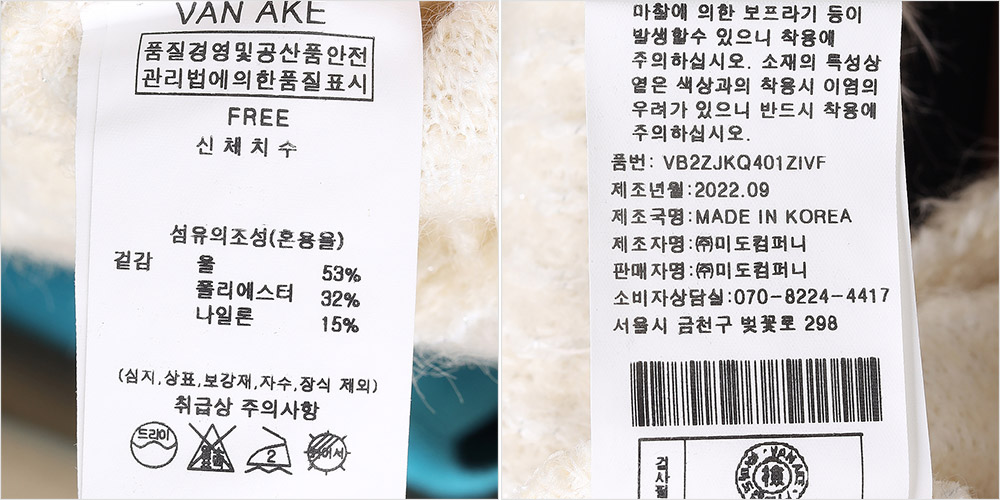 VAN AKE
품질경영및공산품안전
관리법에의한품질표시
FREE
신체치수
섬유의조성(혼용율)
겉감 울 53%
폴리에스터 32%
나일론 15%
(심지,상표,보강재,자수,장식 제외)
취급상 주의사항
드라이
2
마찰에 의한 보프라기 등이
발생할수 있으니 착용에
주의하십시오. 소재의 특성상
옅은 색상과의 착용시 이염의
우려가 있으니 반드시 착용에
주의하십시오.
품번: VB2ZJKQ401ZIVF
제조년월:2022.09
제조국명:MADE IN KOREA
제조자명:㈜미도컴퍼니
판매자명:㈜미도컴퍼니
소비자상담실:070-8224-4417
서울시 금천구 벚꽃로 298
검사필
VAN AKE